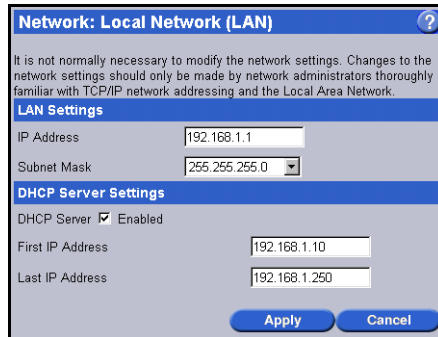 Network: Local Network (LAN)
?
It is not normally necessary to modify the network settings. Changes to the
network settings should only be made by network administrators thoroughly
familiar with TCP/IP network addressing and the Local Area Network.
LAN Settings
IP Address 192.168.1.1
Subnet Mask 255.255.255.0
DHCP Server Settings
DHCP Server Enabled
First IP Address 192.168.1.10
Last IP Address 192.168.1.250
Apply Cancel